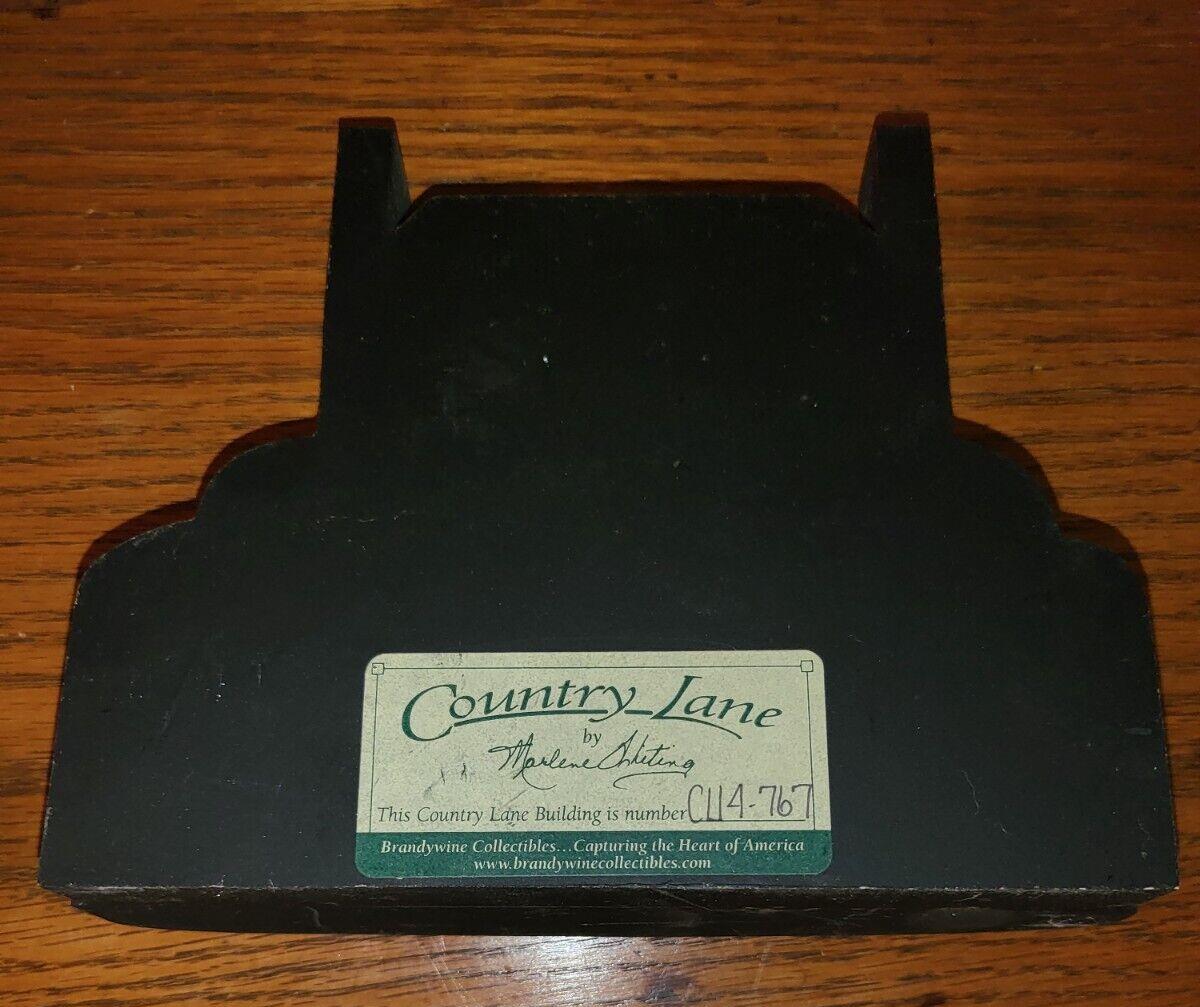 Country Lane
by
Marlene Whiting
This Country Lane Building is number CLL4-767
Brandywine Collectibles...Capturing the Heart of America
www.brandywinecollectibles.com